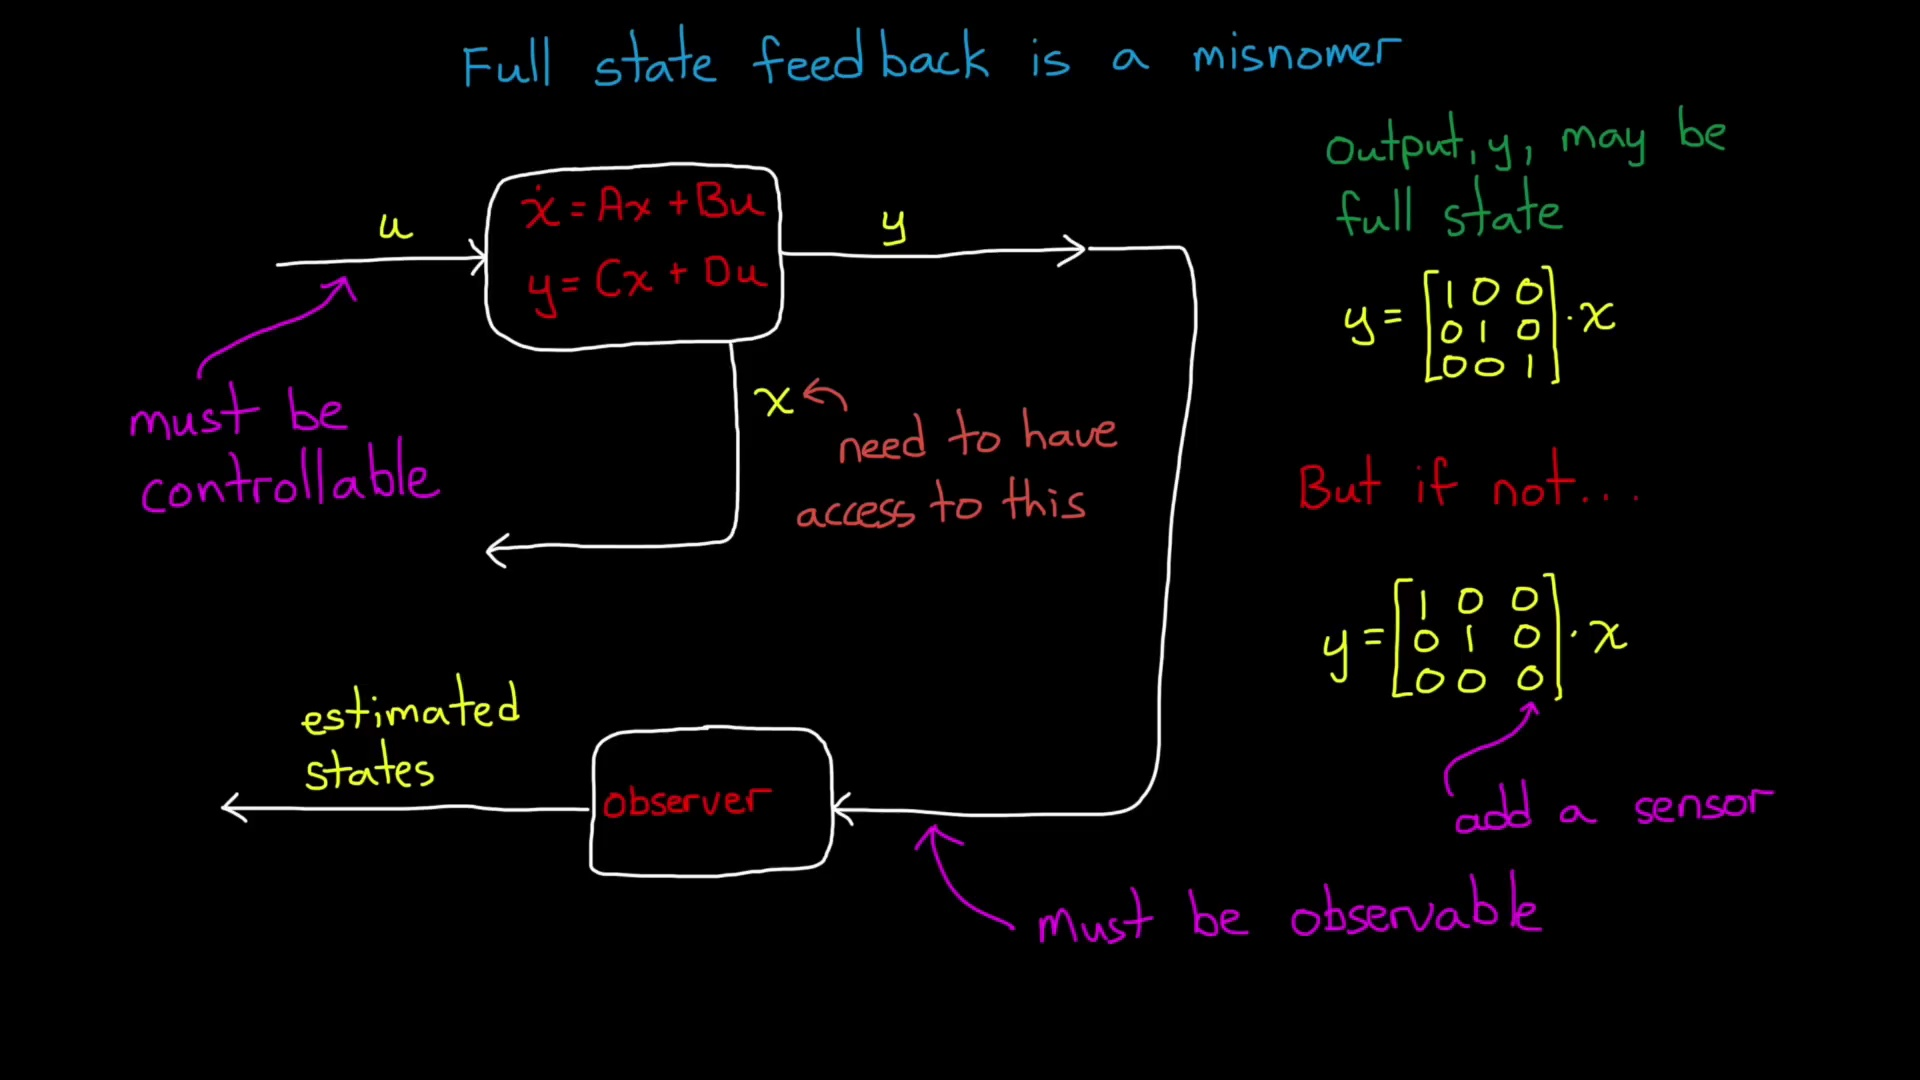 Full state feedback is a misnomer
u
ẋ = Ax + Bu
y = Cx + Du
y
must be
controllable
x
need to have
access to this
output, y, may be
full state
y = [1 0 0
0 1 0
0 0 1] · x
But if not...
y = [1 0 0
0 1 0
0 0 0] · x
add a sensor
estimated
states
observer
must be observable